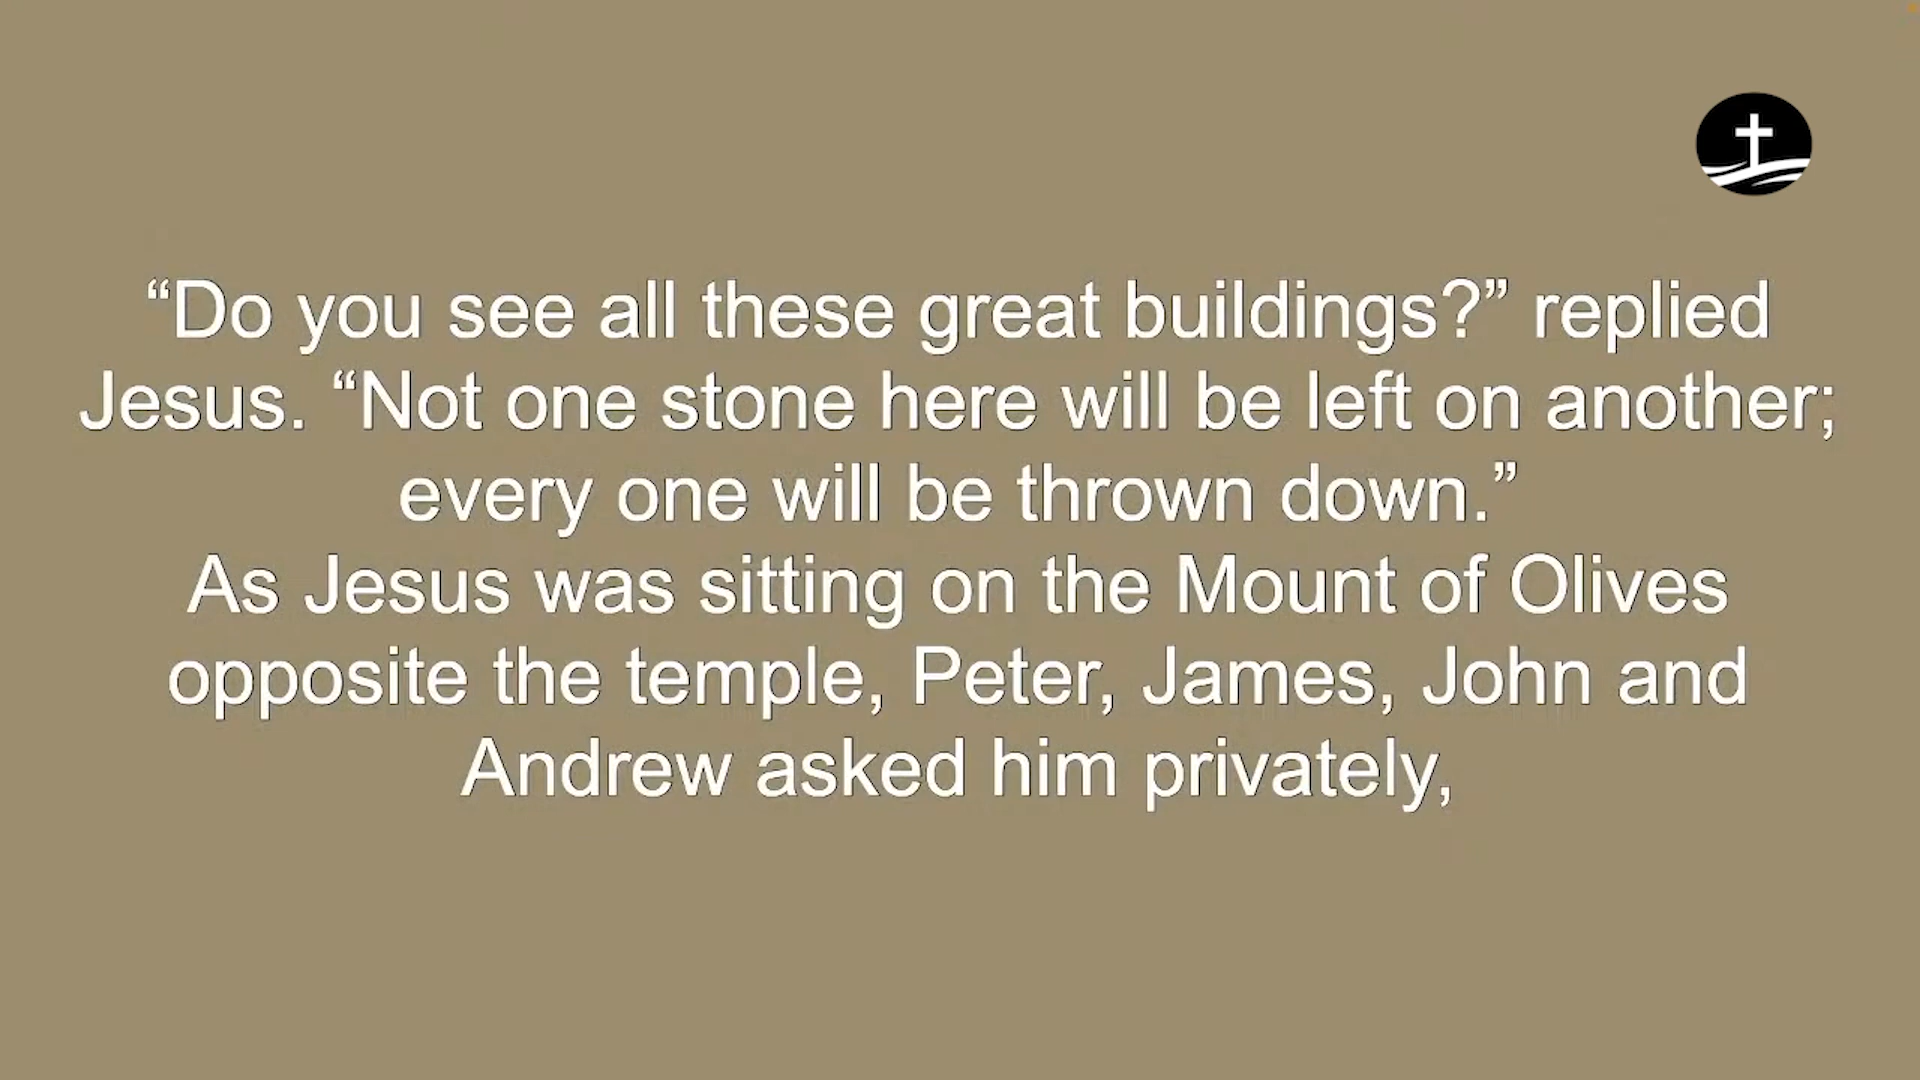 “Do you see all these great buildings?” replied
Jesus. “Not one stone here will be left on another;
every one will be thrown down.”
As Jesus was sitting on the Mount of Olives
opposite the temple, Peter, James, John and
Andrew asked him privately,